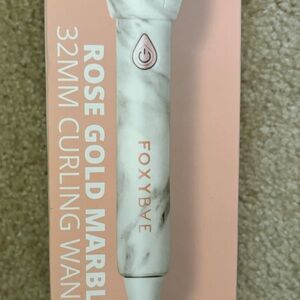 ROSE GOLD MARBL
32MM CURLING WAN
FOXYBAE